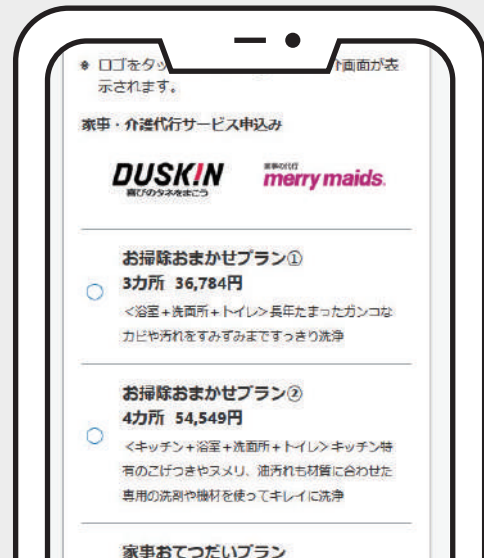 ※ ロゴをタッ 介画面が表
示されます。
家事・介護代行サービス申込み
DUSKIN
喜びのタネをまこう
家事の代行
merry maids.
お掃除おまかせプラン①
3カ所 36,784円
<浴室+洗面所+トイレ>長年たまったガンコな
カビや汚れをすみずみまですっきり洗浄
お掃除おまかせプラン②
4カ所 54,549円
<キッチン+浴室+洗面所+トイレ>キッチン特
有のこげつきやヌメリ、油汚れも材質に合わせた
専用の洗剤や機材を使ってキレイに洗浄
家事おてつだいプラン